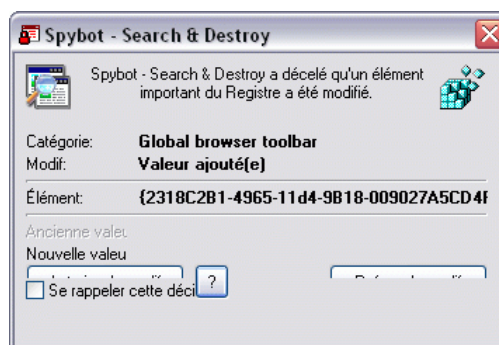 Spybot - Search & Destroy
Spybot - Search & Destroy a décelé qu'un élément
important du Registre a été modifié.
Catégorie: Global browser toolbar
Modif: Valeur ajouté(e)
Élément: {2318C2B1-4965-11d4-9B18-009027A5CD4F
Ancienne valeu
Nouvelle valeu
?
Se rappeler cette déci